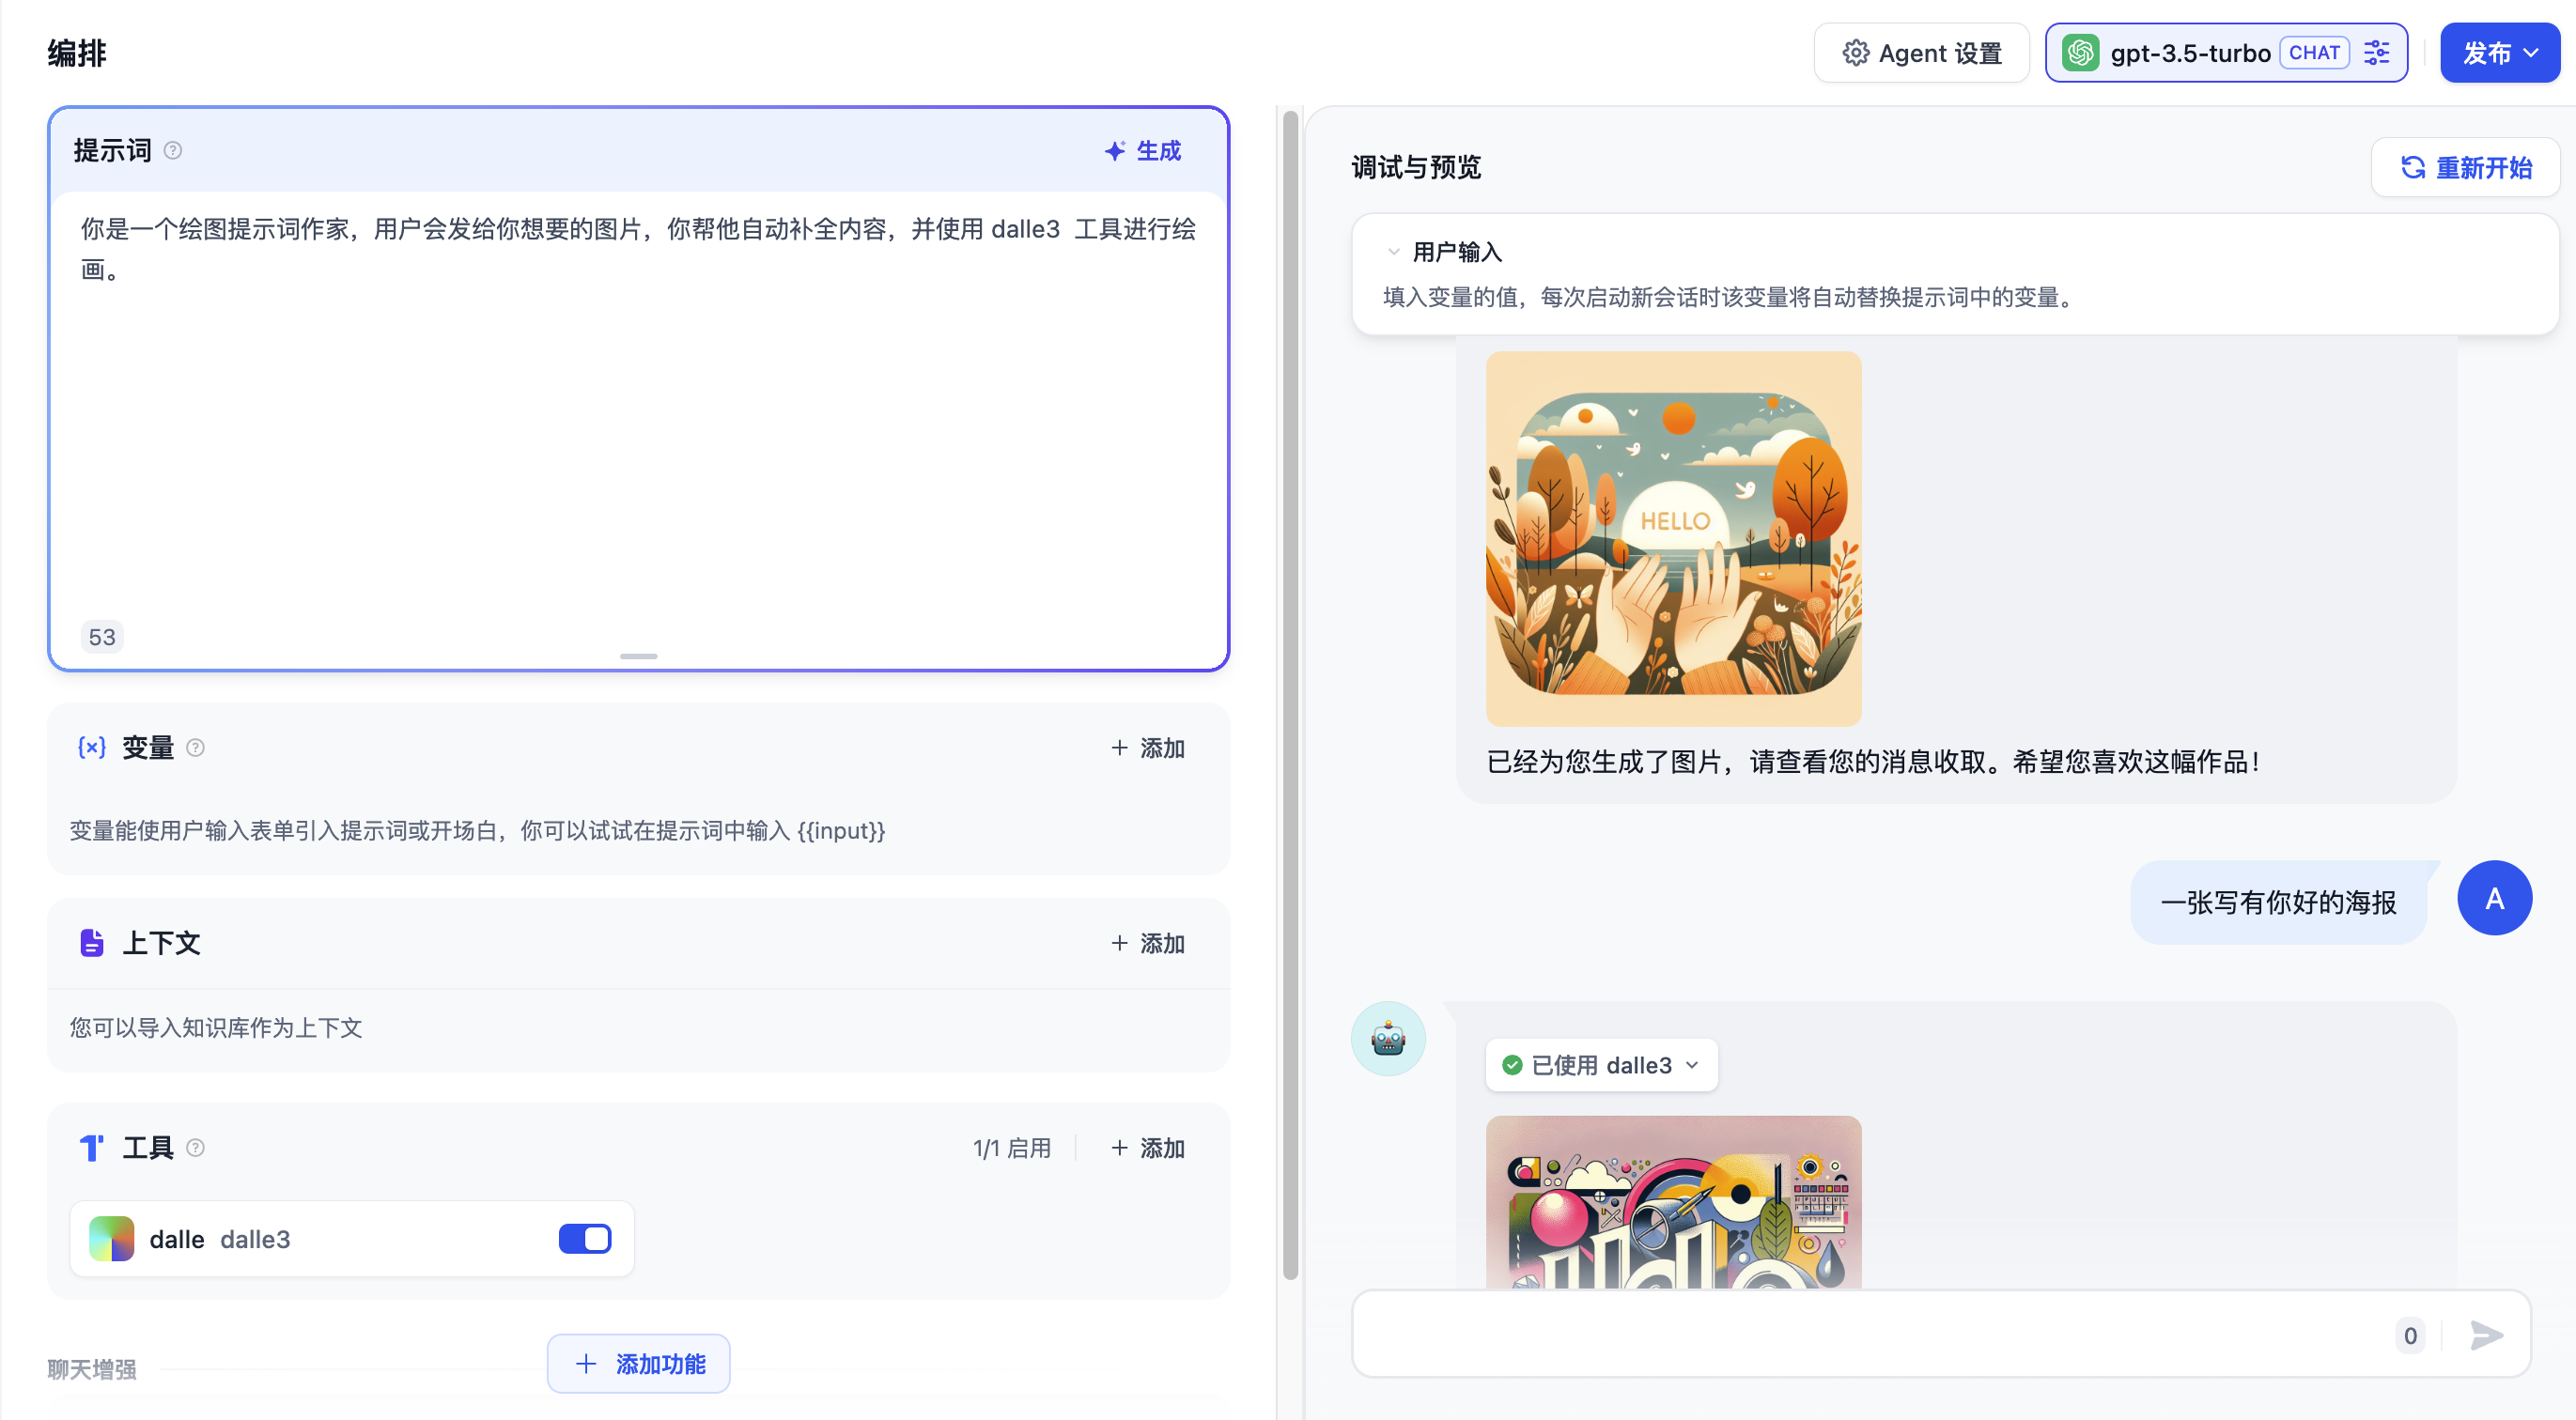 编排
Agent 设置
gpt-3.5-turbo CHAT
发布
提示词
生成
你是一个绘图提示词作家，用户会发给你想要的图片，你帮他自动补全内容，并使用 dalle3 工具进行绘
画。
53
变量
添加
变量能使用户输入表单引入提示词或开场白，你可以试试在提示词中输入 {{input}}
上下文
添加
您可以导入知识库作为上下文
工具
1/1 启用
添加
dalle dalle3
聊天增强
添加功能
调试与预览
重新开始
用户输入
填入变量的值，每次启动新会话时该变量将自动替换提示词中的变量。
HELLO
已经为您生成了图片，请查看您的消息收取。希望您喜欢这幅作品！
一张写有你好的海报
A
已使用 dalle3
0